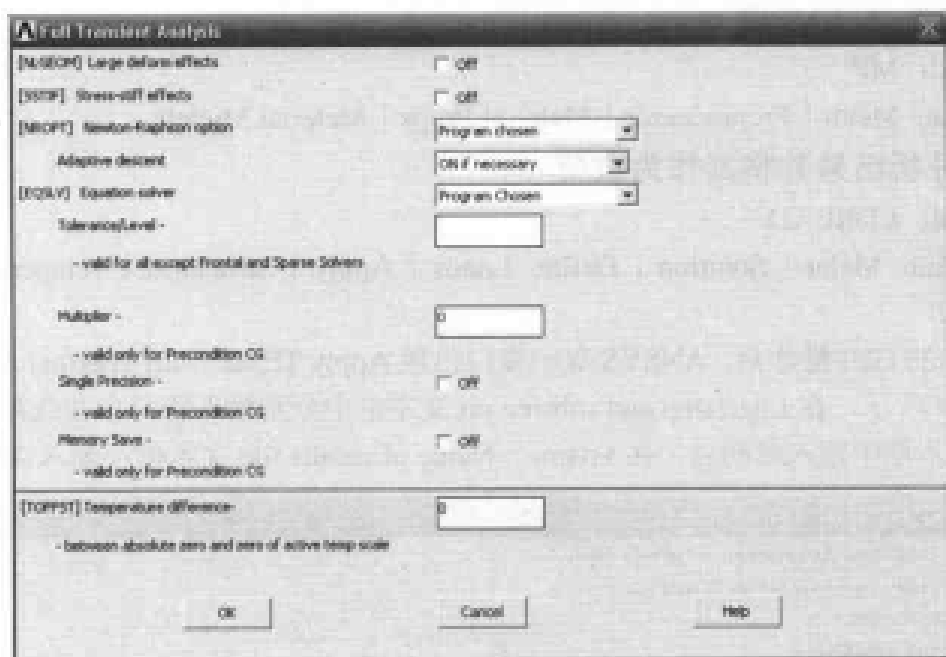 Full Transient Analysis
[NLGEOM] Large deform effects Off
[SSTIF] Stress-stiff effects Off
[NROPT] Newton-Raphson option Program chosen
Adaptive descent ON if necessary
[EQSLV] Equation solver Program Chosen
Tolerance/Level -
- valid for all except Frontal and Sparse Solvers
Multiplier - 0
- valid only for Precondition CG
Single Precision - Off
- valid only for Precondition CG
Memory Save - Off
- valid only for Precondition CG
[TOFFST] Temperature difference- 0
- between absolute zero and zero of active temp scale
OK Cancel Help